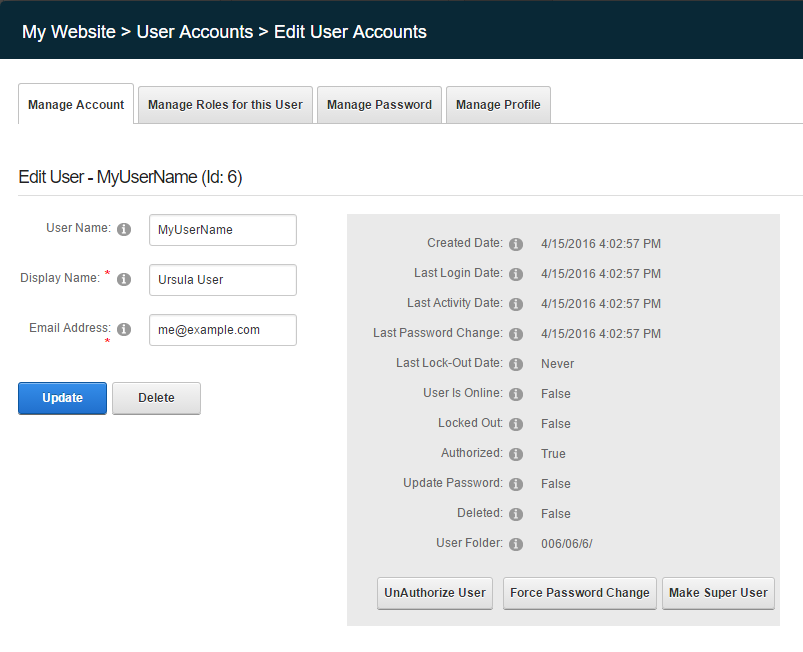 My Website > User Accounts > Edit User Accounts
Manage Account Manage Roles for this User Manage Password Manage Profile
Edit User - MyUserName (Id: 6)
User Name: MyUserName
Display Name: * Ursula User
Email Address: * me@example.com
Update Delete
Created Date: 4/15/2016 4:02:57 PM
Last Login Date: 4/15/2016 4:02:57 PM
Last Activity Date: 4/15/2016 4:02:57 PM
Last Password Change: 4/15/2016 4:02:57 PM
Last Lock-Out Date: Never
User Is Online: False
Locked Out: False
Authorized: True
Update Password: False
Deleted: False
User Folder: 006/06/6/
UnAuthorize User Force Password Change Make Super User